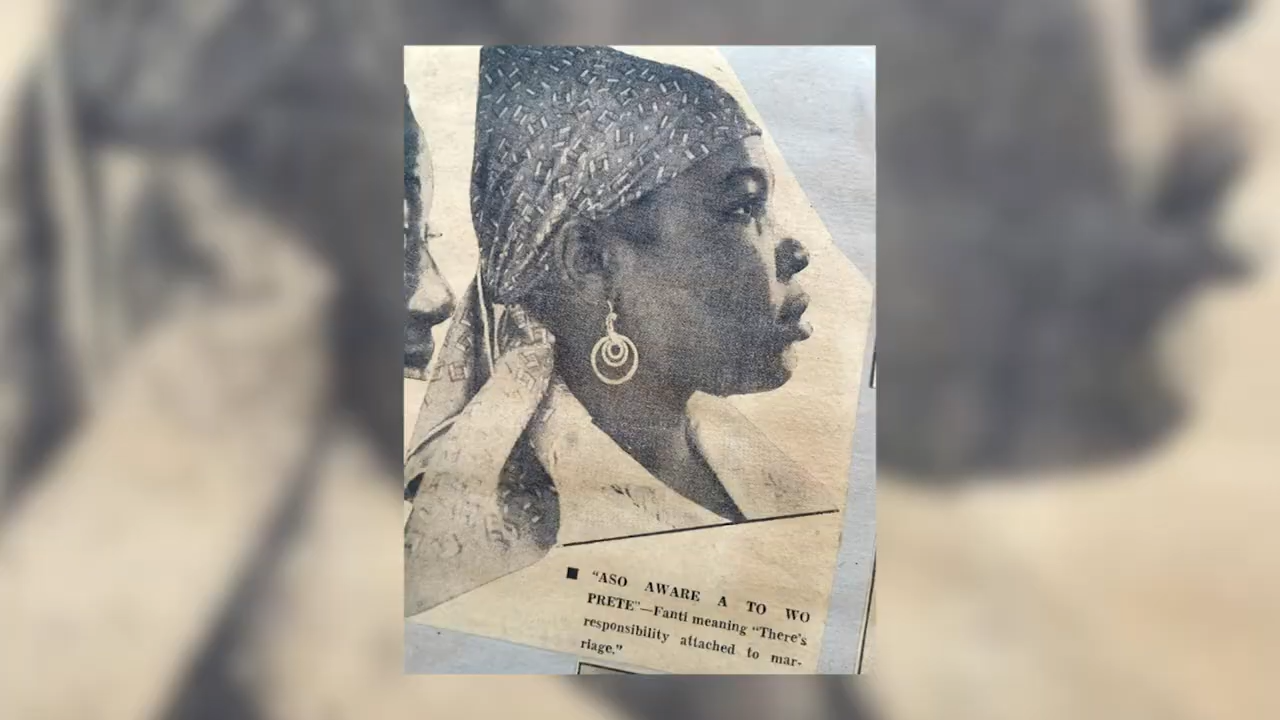 ■ “ASO AWARE A TO WO
PRETE”—Fanti meaning “There’s
responsibility attached to mar-
riage.”